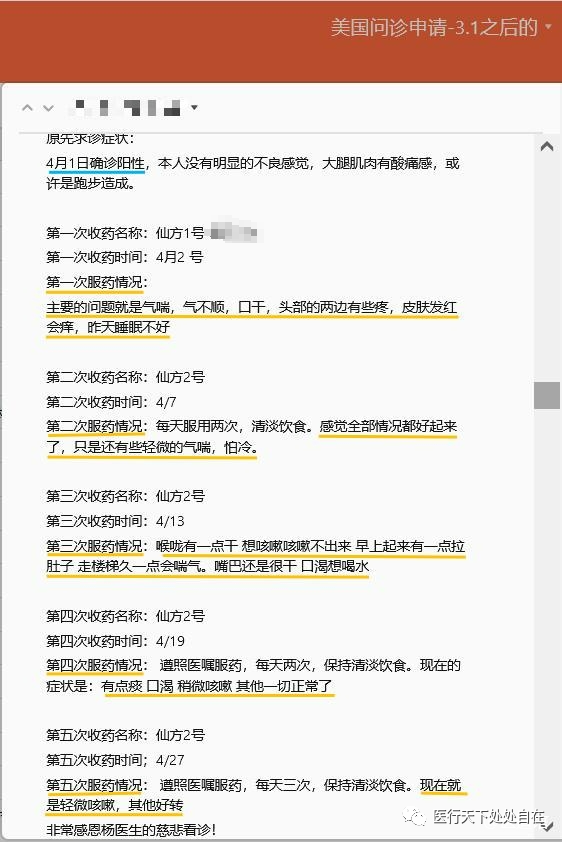 美国问诊申请-3.1之后的
原先求诊症状：
4月1日确诊阳性，本人没有明显的不良感觉，大腿肌肉有酸痛感，或
许是跑步造成。
第一次收药名称：仙方1号
第一次收药时间：4月2 号
第一次服药情况：
主要的问题就是气喘，气不顺，口干，头部的两边有些疼，皮肤发红
会痒，昨天睡眠不好
第二次收药名称：仙方2号
第二次收药时间：4/7
第二次服药情况：每天服用两次，清淡饮食。感觉全部情况都好起来
了，只是还有些轻微的气喘，怕冷。
第三次收药名称：仙方2号
第三次收药时间：4/13
第三次服药情况：喉咙有一点干 想咳嗽咳嗽不出来 早上起来有一点拉
肚子 走楼梯久一点会喘气。嘴巴还是很干 口渴想喝水
第四次收药名称：仙方2号
第四次收药时间：4/19
第四次服药情况： 遵照医嘱服药，每天两次，保持清淡饮食。现在的
症状是：有点痰 口渴 稍微咳嗽 其他一切正常了
第五次收药名称：仙方2号
第五次收药时间；4/27
第五次服药情况： 遵照医嘱服药，每天三次，保持清淡饮食。现在就
是轻微咳嗽，其他好转
非常感恩杨医生的慈悲看诊！
医行天下处处自在